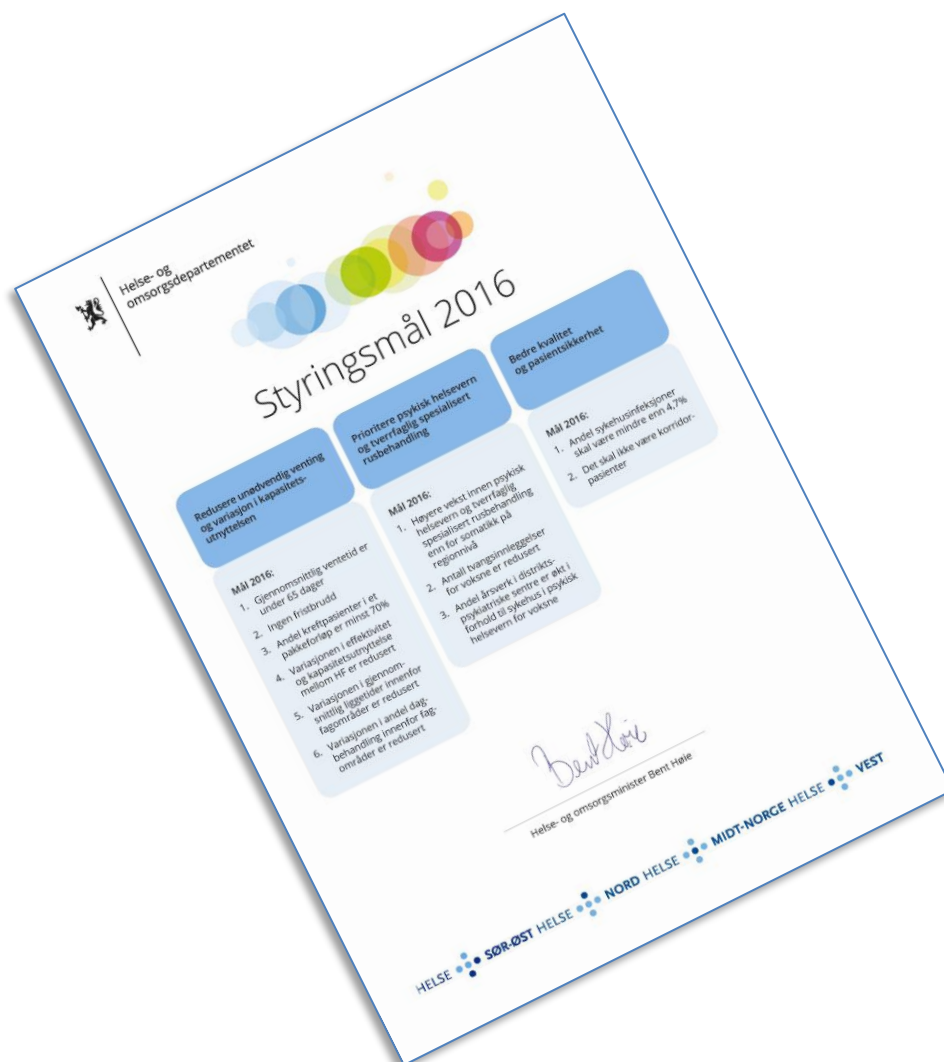 Helse- og
omsorgsdepartementet
Styringsmål 2016
Redusere unødvendig venting
og variasjon i kapasitets-
utnyttelsen
Mål 2016:
1. Gjennomsnittlig ventetid er
under 65 dager
2. Ingen fristbrudd
3. Andel kreftpasienter i et
pakkeforløp er minst 70%
4. Variasjonen i effektivitet
og kapasitetsutnyttelse
mellom HF er redusert
5. Variasjonen i gjennom-
snittlig liggetider innenfor
fagområder er redusert
6. Variasjonen i andel dag-
behandling innenfor fag-
områder er redusert
Prioritere psykisk helsevern
og tverrfaglig spesialisert
rusbehandling
Mål 2016:
1. Høyere vekst innen psykisk
helsevern og tverrfaglig
spesialisert rusbehandling
enn for somatikk på
regionnivå
2. Antall tvangsinnleggelser
for voksne er redusert
3. Andel årsverk i distrikts-
psykiatriske sentre er økt i
forhold til sykehus i psykisk
helsevern for voksne
Bedre kvalitet
og pasientsikkerhet
Mål 2016:
1. Andel sykehusinfeksjoner
skal være mindre enn 4,7%
2. Det skal ikke være korridor-
pasienter
Bent Høie
Helse- og omsorgsminister Bent Høie
HELSE SØR-ØST HELSE NORD HELSE MIDT-NORGE HELSE VEST